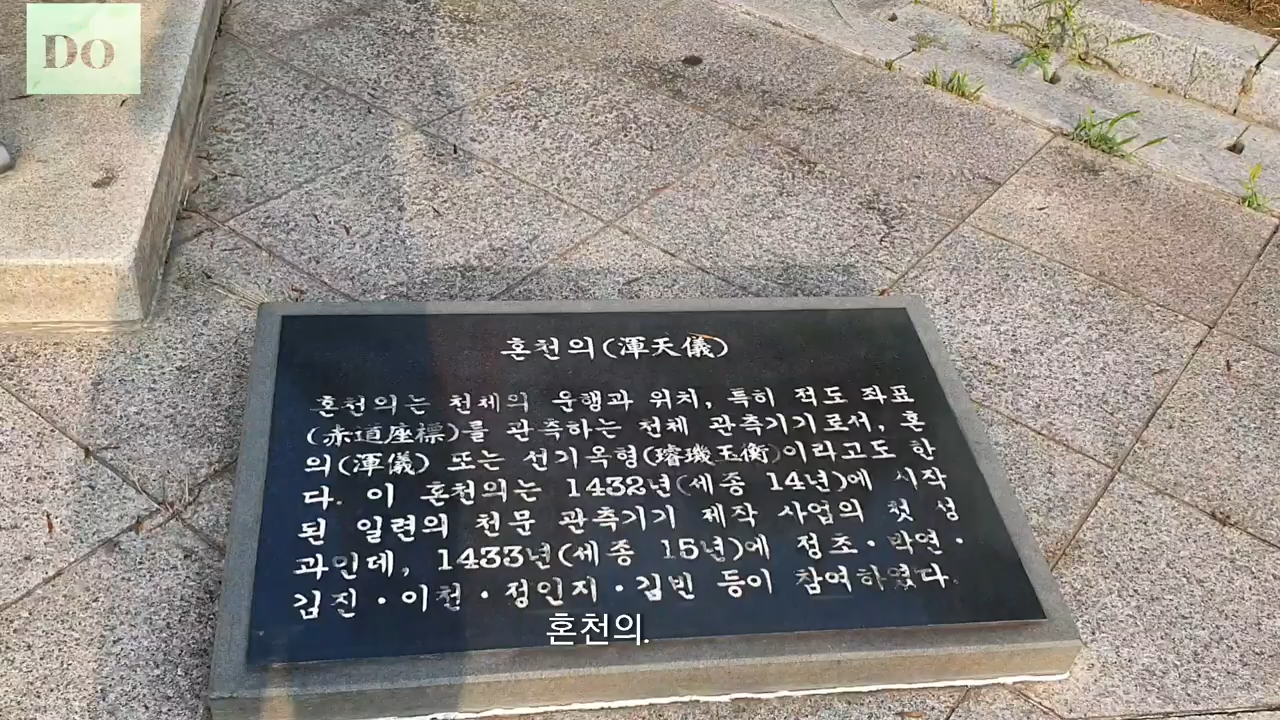 DO
혼천의(渾天儀)
혼천의는 천체의 운행과 위치, 특히 적도 좌표
(赤道座標)를 관측하는 천체 관측기기로서, 혼
의(渾儀) 또는 선기옥형(璿璣玉衡)이라고도 한
다. 이 혼천의는 1432년(세종 14년)에 시작
된 일련의 천문 관측기기 제작 사업의 첫 성
과인데, 1433년(세종 15년)에 정초·박연·
김진·이천·정인지·김빈 등이 참여하였다.
혼천의.